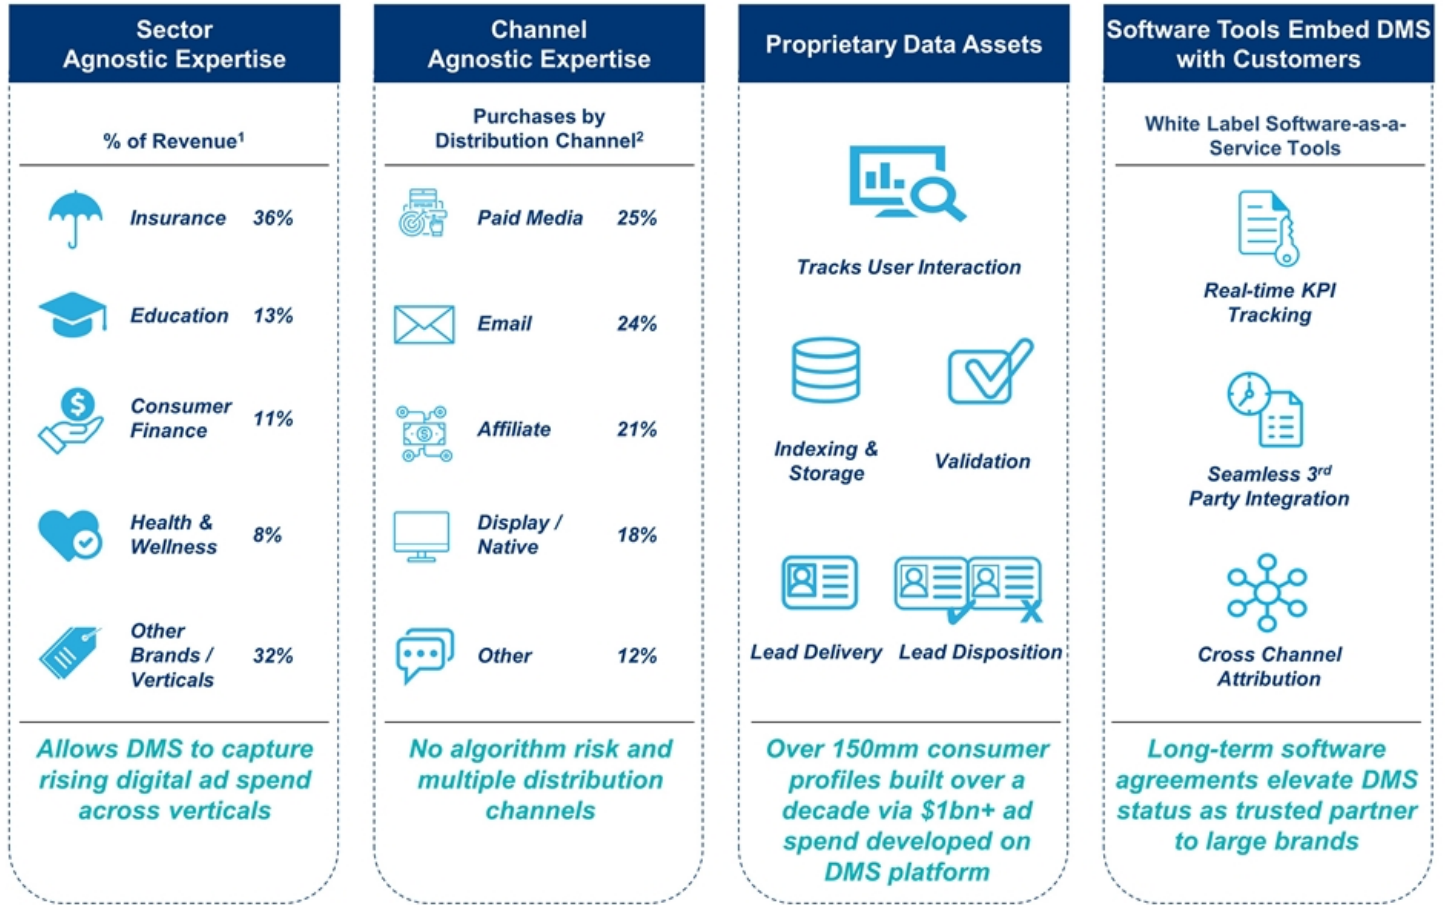 Sector
Agnostic Expertise
% of Revenue¹
Insurance 36%
Education 13%
Consumer
Finance
11%
Health &
Wellness
8%
Other
Brands /
Verticals
32%
Allows DMS to capture
rising digital ad spend
across verticals
Channel
Agnostic Expertise
Purchases by
Distribution Channel²
Paid Media 25%
Email 24%
Affiliate 21%
Display /
Native
18%
Other 12%
No algorithm risk and
multiple distribution
channels
Proprietary Data Assets
Tracks User Interaction
Indexing &
Storage
Validation
Lead Delivery
Lead Disposition
Over 150mm consumer
profiles built over a
decade via $1bn+ ad
spend developed on
DMS platform
Software Tools Embed DMS
with Customers
White Label Software-as-a-
Service Tools
Real-time KPI
Tracking
Seamless 3rd
Party Integration
Cross Channel
Attribution
Long-term software
agreements elevate DMS
status as trusted partner
to large brands